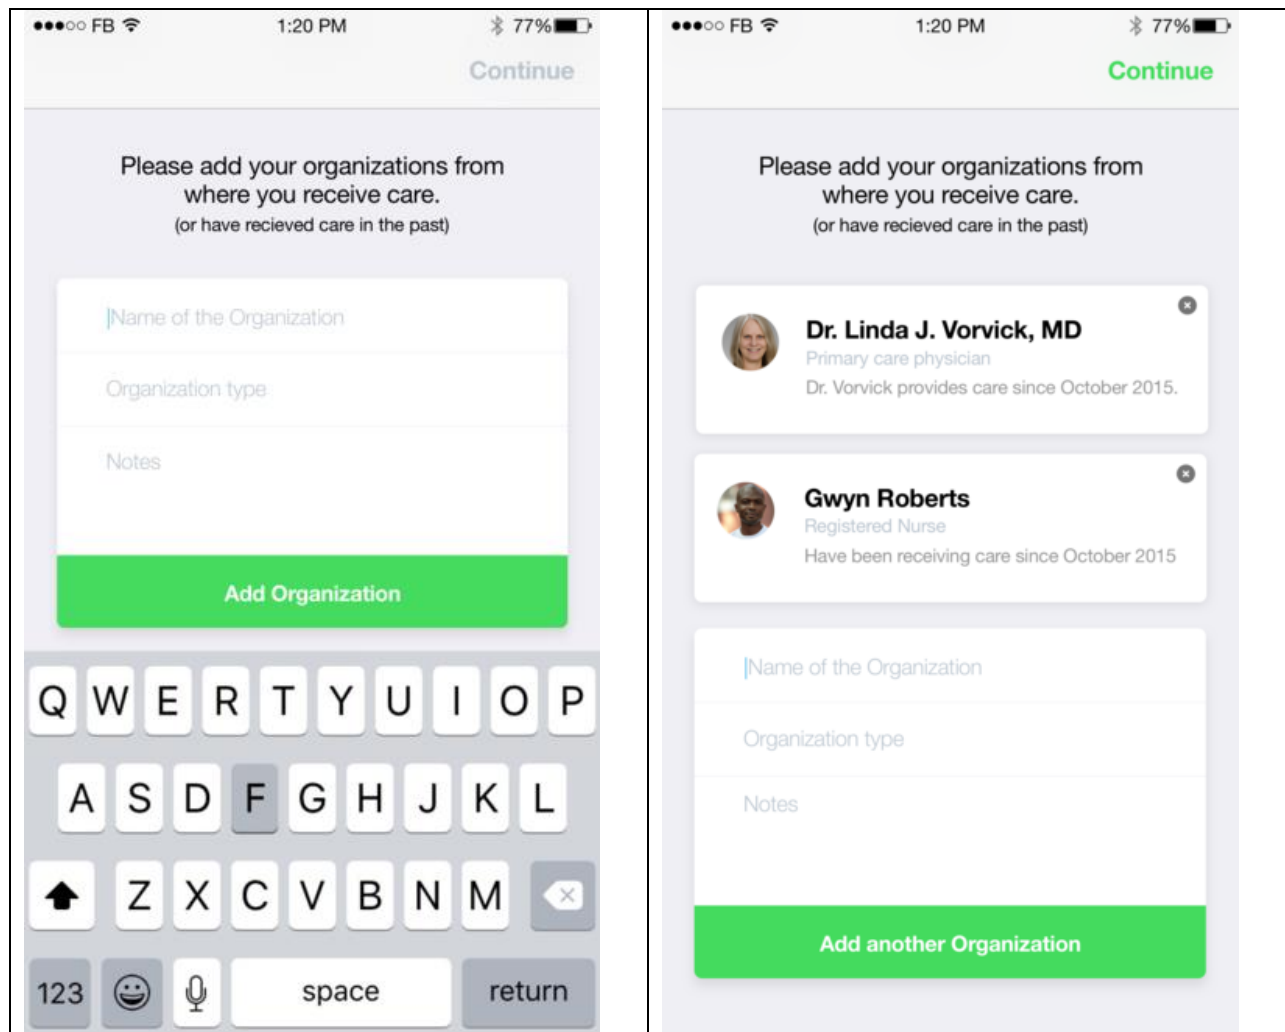 ●●●○○ FB 1:20 PM 77%
Continue
Please add your organizations from
where you receive care.
(or have recieved care in the past)
Name of the Organization
Organization type
Notes
Add Organization
Q W E R T Y U I O P
A S D F G H J K L
Z X C V B N M
123 space return
●●●○○ FB 1:20 PM 77%
Continue
Please add your organizations from
where you receive care.
(or have recieved care in the past)
Dr. Linda J. Vorvick, MD
Primary care physician
Dr. Vorvick provides care since October 2015.
Gwyn Roberts
Registered Nurse
Have been receiving care since October 2015
Name of the Organization
Organization type
Notes
Add another Organization